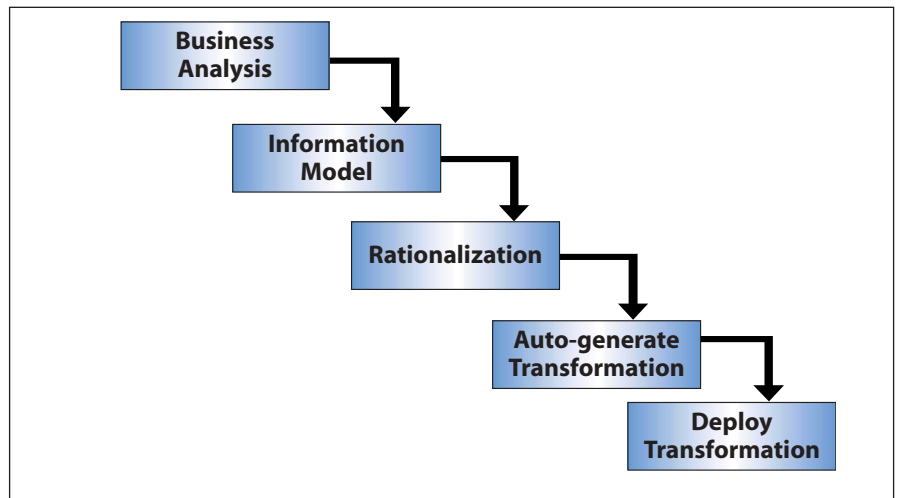 Business
Analysis
Information
Model
Rationalization
Auto-generate
Transformation
Deploy
Transformation